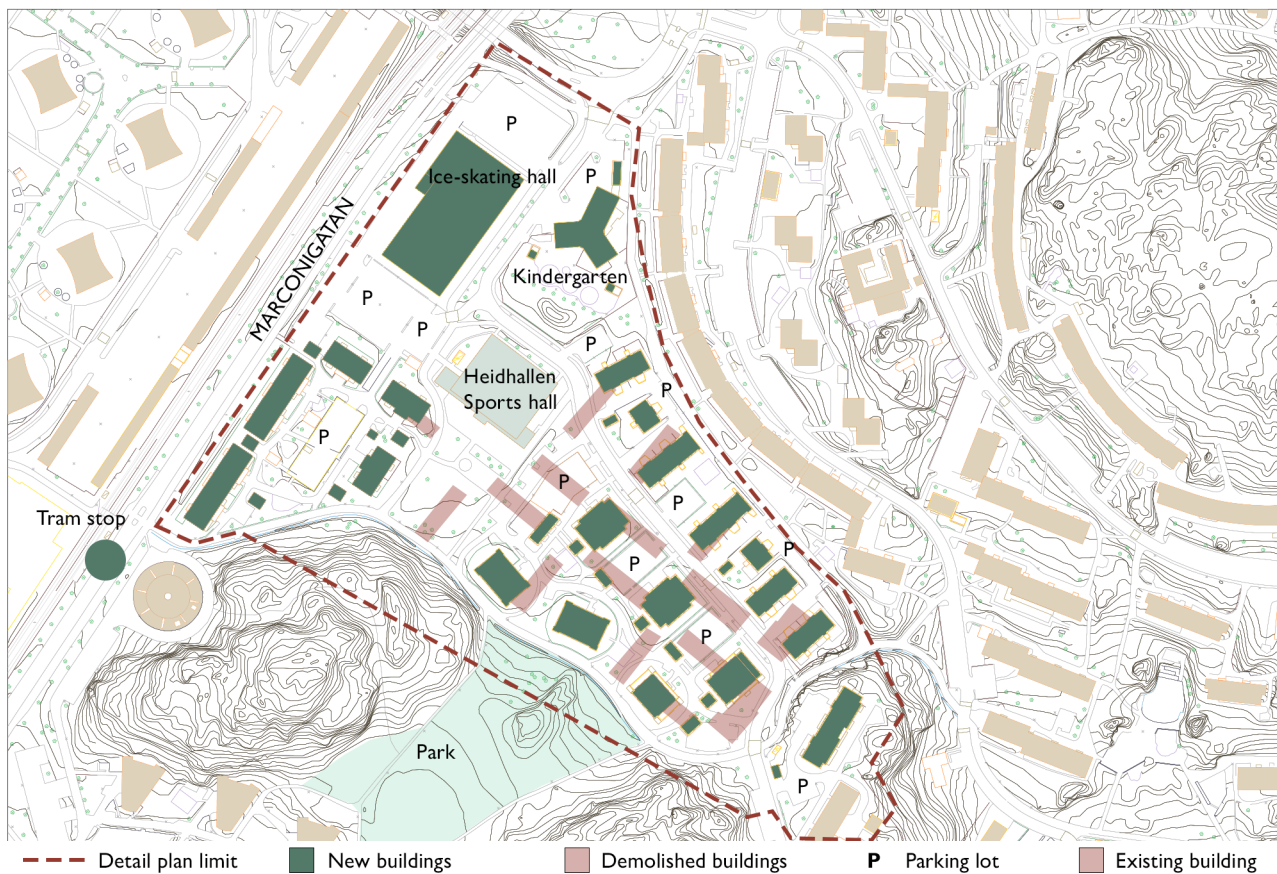 P
Ice-skating hall
P
MARCONIGATAN
Kindergarten
P
P
P
Heidhallen
Sports hall
P
P
P
P
P
Tram stop
P
P
P
Park
P
Detail plan limit
New buildings
Demolished buildings
P Parking lot
Existing building